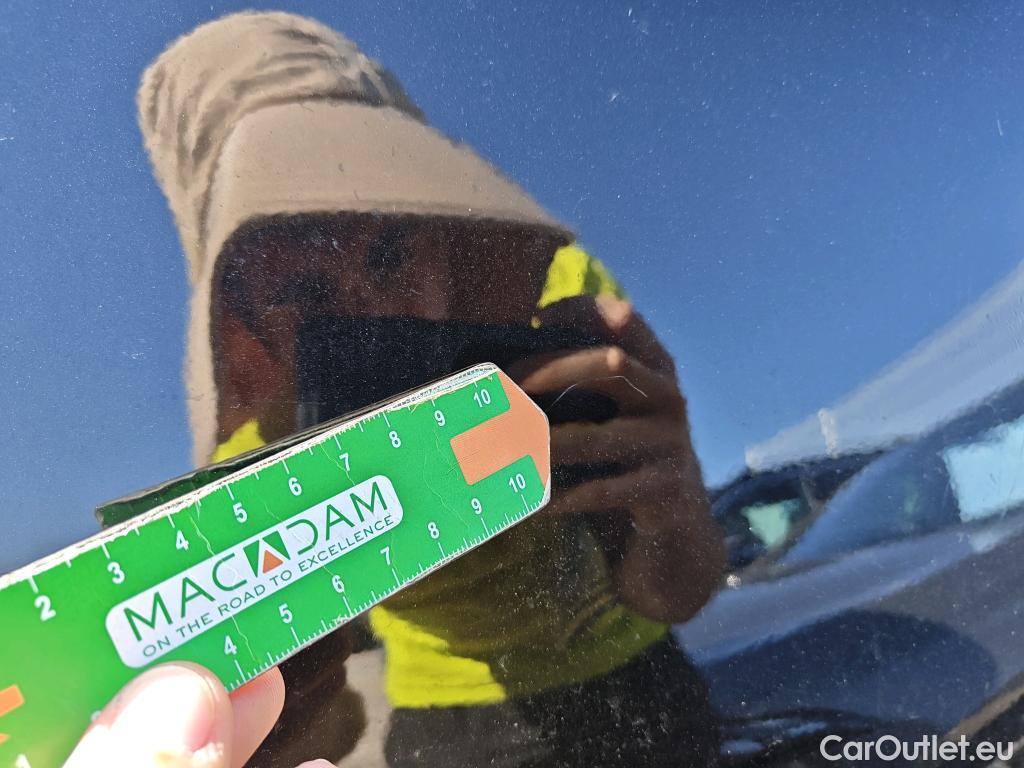 2 3 4 5 6 7 8 9 10
MACADAM
ON THE ROAD TO EXCELLENCE
4 5 6 7 8 9 10
CarOutlet.eu